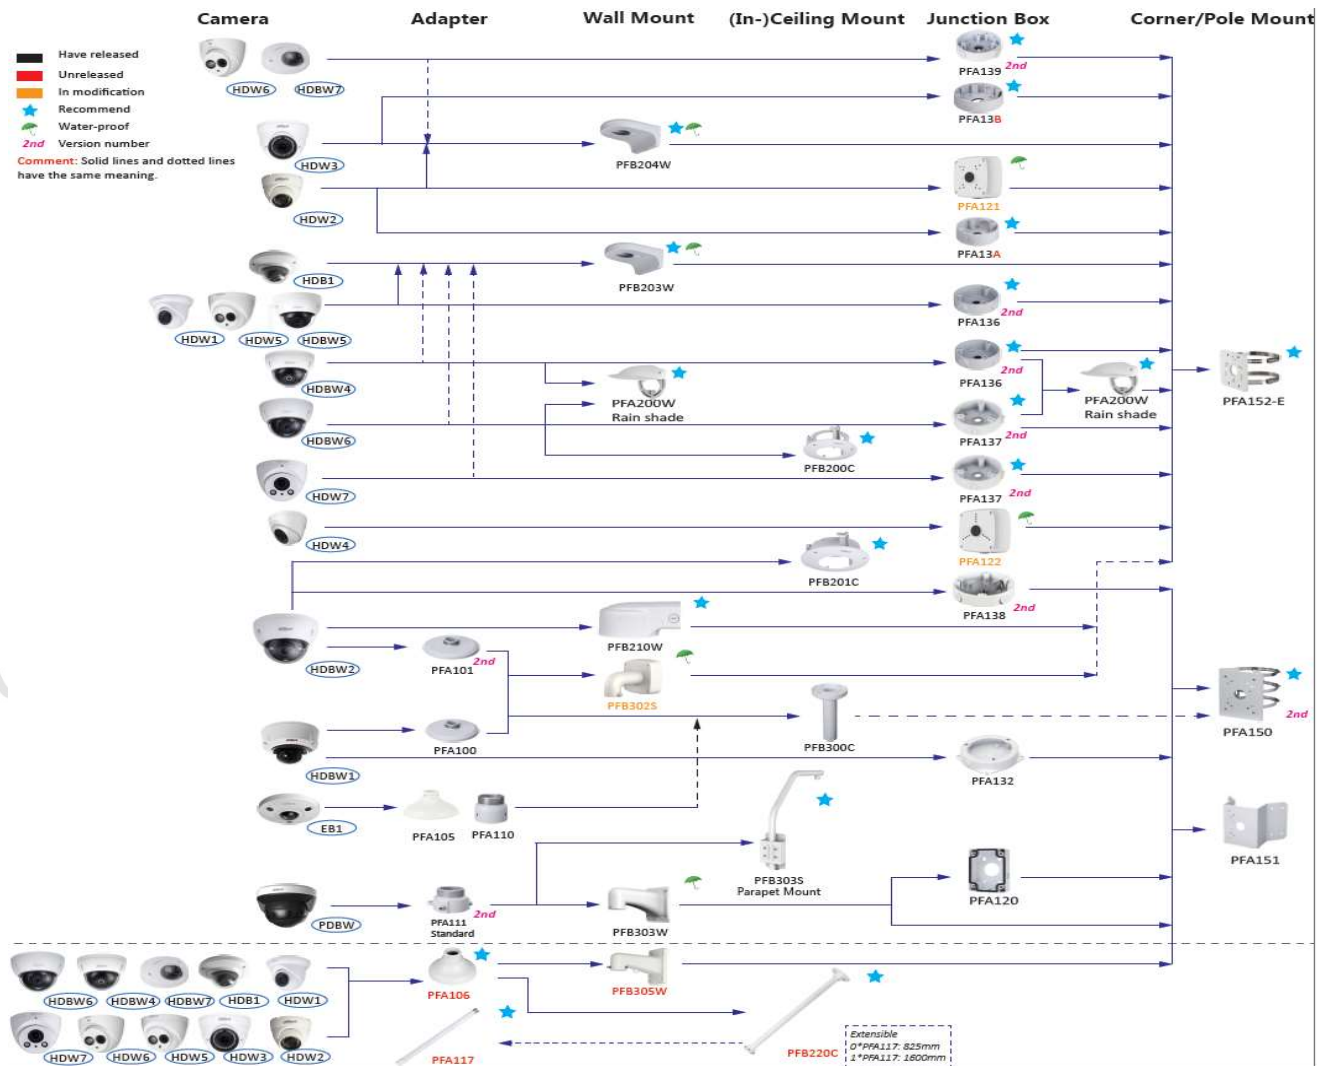 Camera Adapter Wall Mount (In-)Ceiling Mount Junction Box Corner/Pole Mount
Have released
Unreleased
In modification
Recommend
Water-proof
2nd Version number
Comment: Solid lines and dotted lines
have the same meaning.
HDW6 HDBW7
PFA139 2nd
PFA13B
HDW3
PFB204W
HDW2
PFA121
PFA13A
HDB1
PFB203W
HDW1 HDW5 HDBW5
PFA136 2nd
HDBW4
PFA200W
Rain shade
PFA136 2nd
PFA200W
Rain shade
PFA152-E
HDBW6
PFA137 2nd
PFB200C
HDW7
PFA137 2nd
HDW4
PFA122
PFB201C
PFA138 2nd
HDBW2
PFA101 2nd
PFB210W
PFB302S
PFA150 2nd
PFA100
PFB300C
HDBW1
PFA132
EB1
PFA105 PFA110
PFA151
PFB303S
Parapet Mount
PFA120
PDBW
PFA111 2nd
Standard
PFB303W
HDBW6 HDBW4 HDBW7 HDB1 HDW1
PFA106
PFB305W
HDW7 HDW6 HDW5 HDW3 HDW2
PFA117
PFB220C
Extensible
0*PFA117: 825mm
1*PFA117: 1600mm